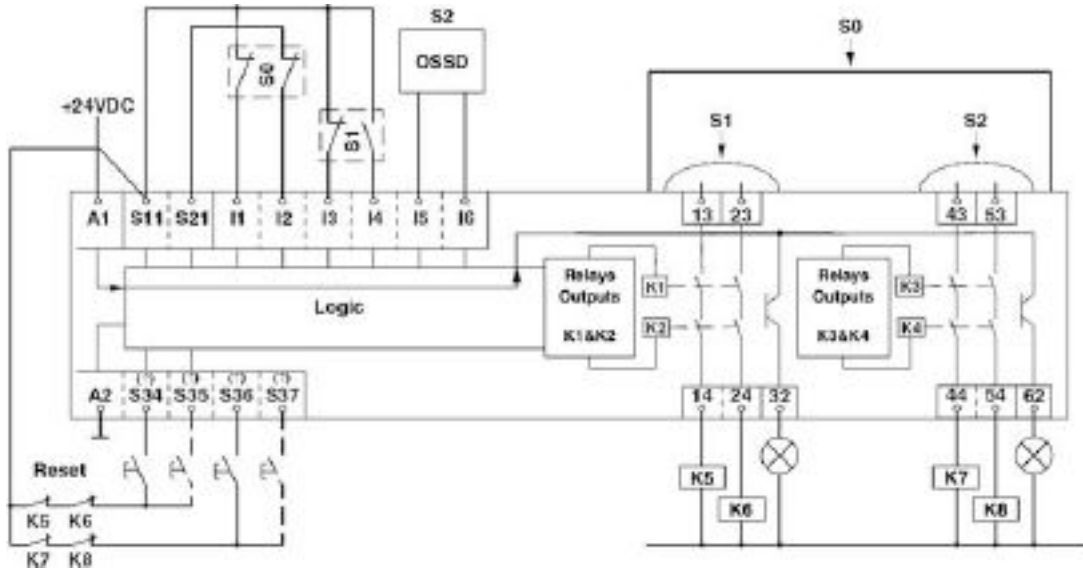 S2
S0
OSSD
S0
S1
+24VDC
S1
S2
A1 S11 S21 I1 I2 I3 I4 I5 I6
13 23
43 53
Logic
Relays
Outputs
K1&K2
K1
K2
Relays
Outputs
K3&K4
K3
K4
A2 S34 S35 S36 S37
14 24 32
44 54 62
Reset
K5 K6
K7 K8
K5
K6
K7
K8